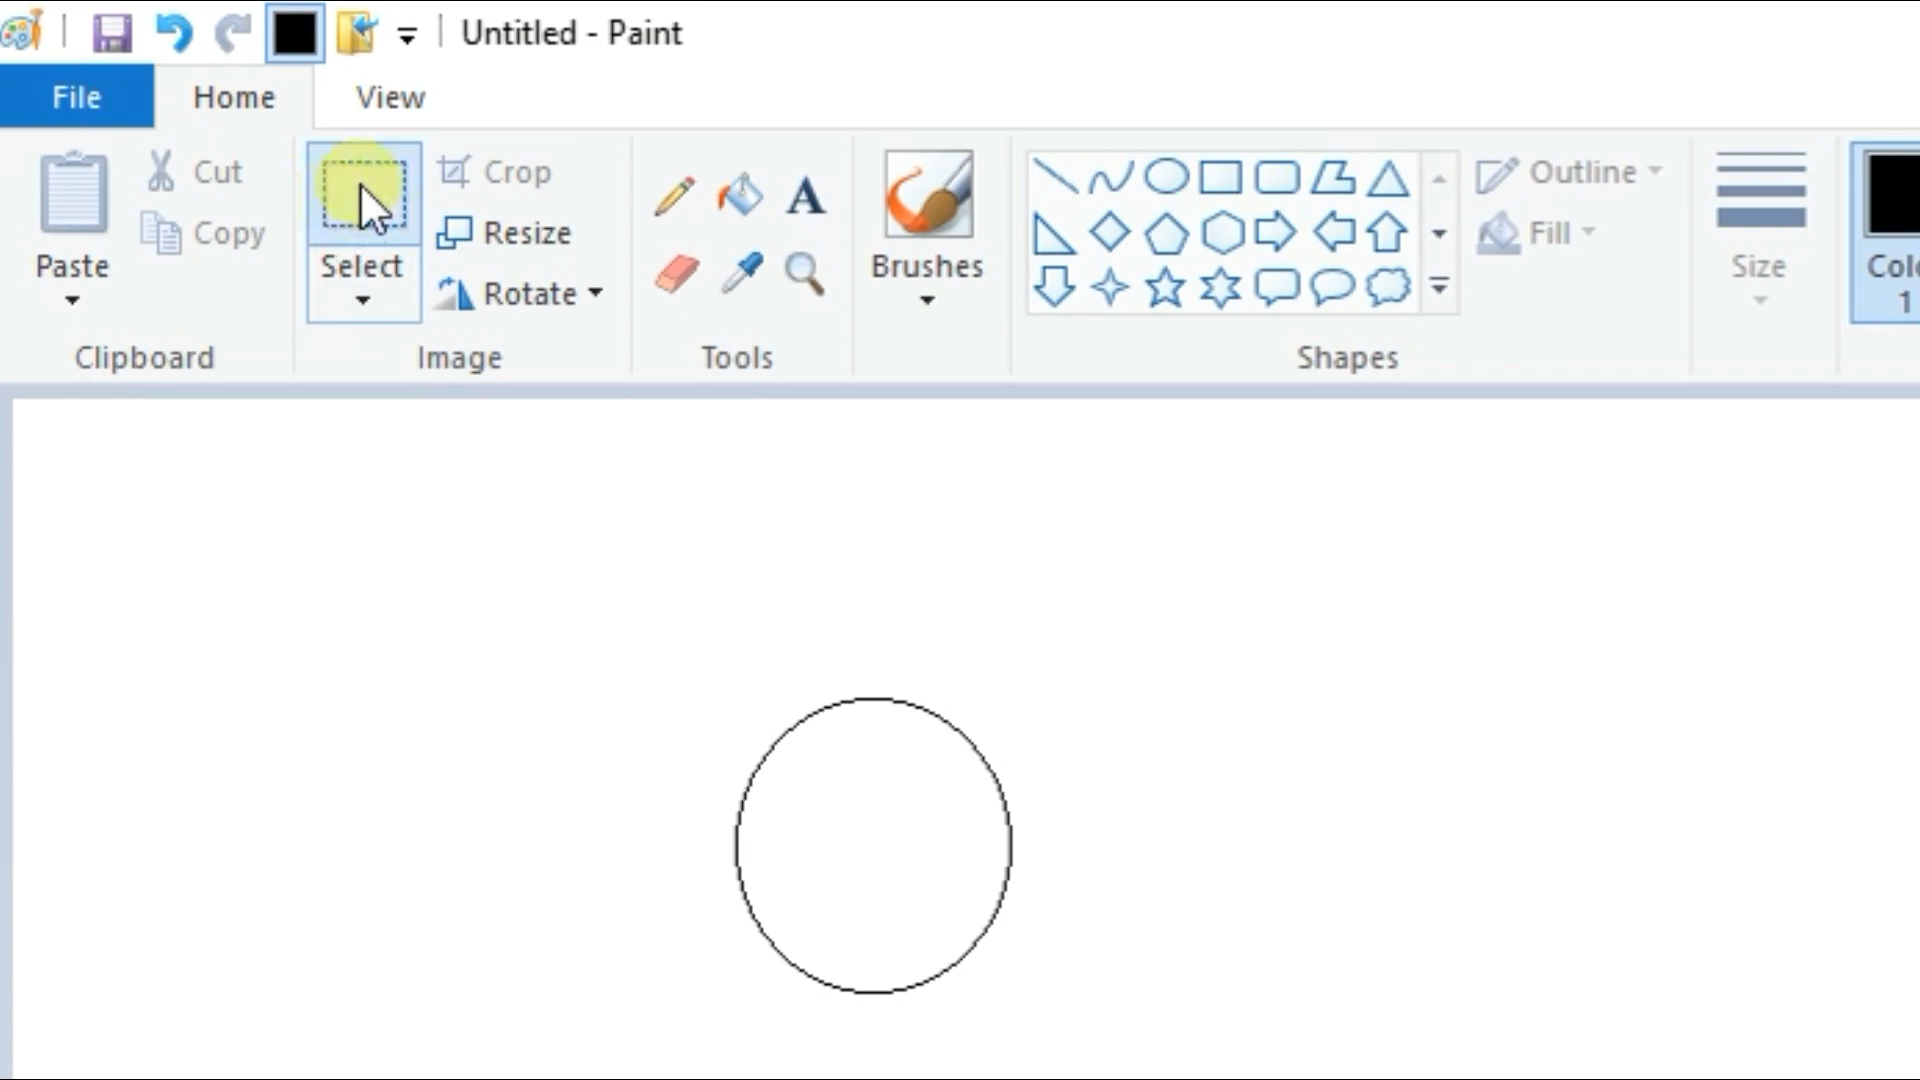 Untitled - Paint
File Home View
Paste
Cut
Copy
Clipboard
Select
Crop
Resize
Rotate
Image
A
Tools
Brushes
Shapes
Outline
Fill
Size
1